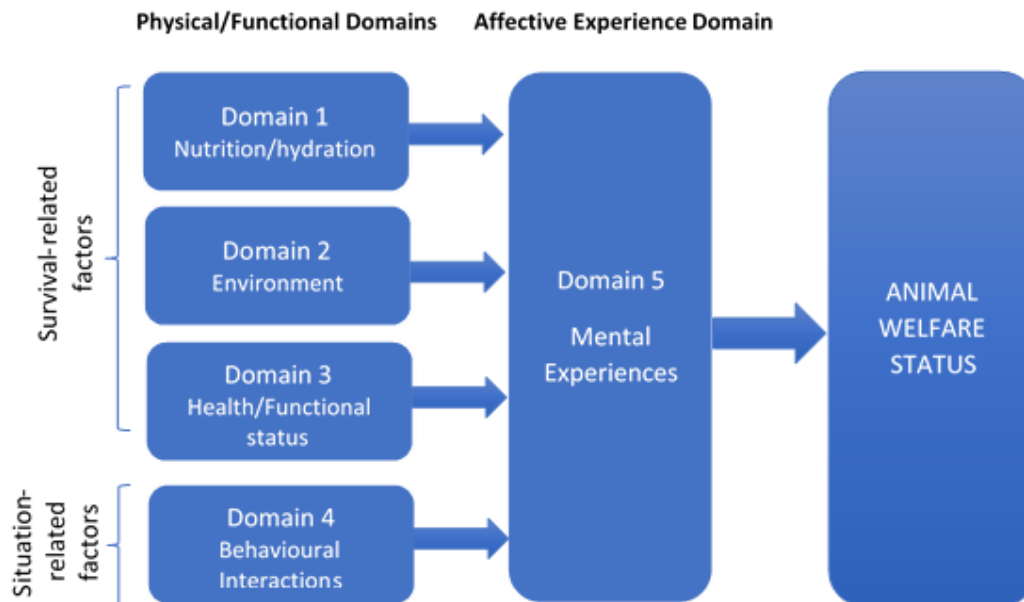 Physical/Functional Domains
Affective Experience Domain
Survival-related
factors
Domain 1
Nutrition/hydration
Domain 2
Environment
Domain 3
Health/Functional
status
Situation-
related
factors
Domain 4
Behavioural
Interactions
Domain 5
Mental
Experiences
ANIMAL
WELFARE
STATUS